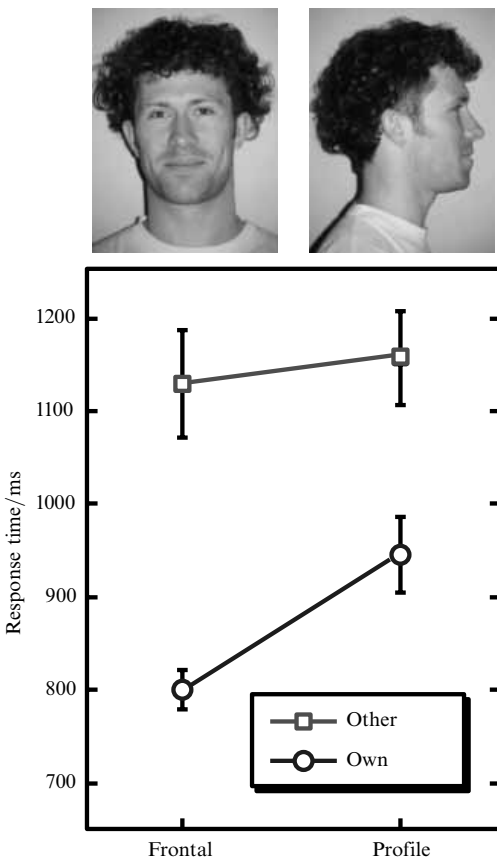 1200
1100
1000
900
800
700
Response time/ms
Other
Own
Frontal
Profile